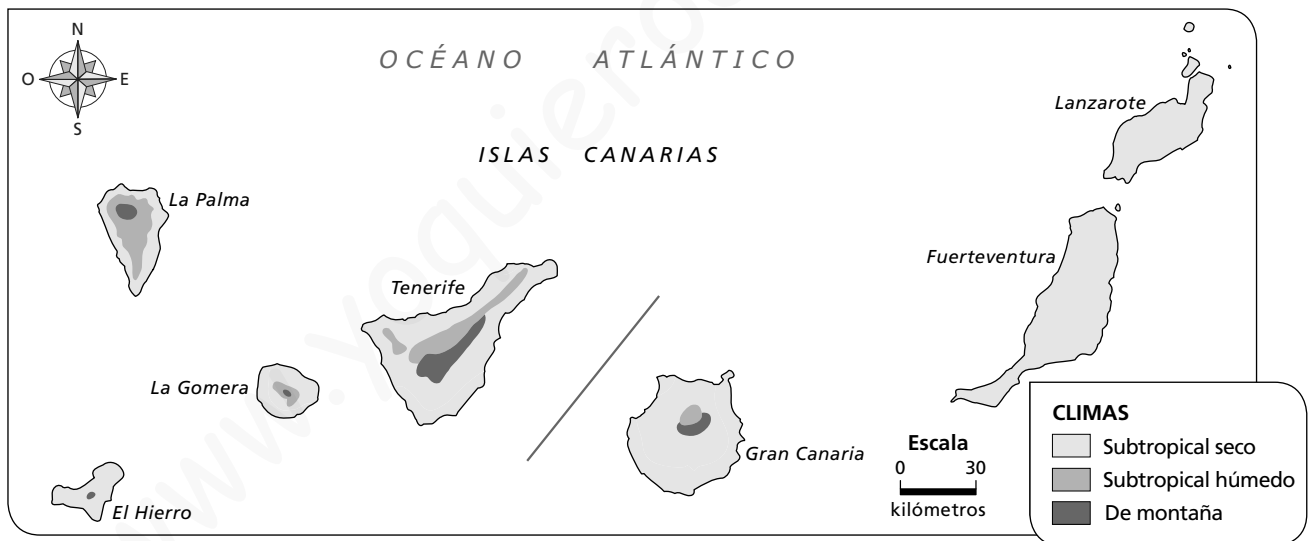 N
O
E
S
OCÉANO ATLÁNTICO
ISLAS CANARIAS
Lanzarote
La Palma
Fuerteventura
Tenerife
La Gomera
Gran Canaria
El Hierro
Escala
0 30
kilómetros
CLIMAS
Subtropical seco
Subtropical húmedo
De montaña